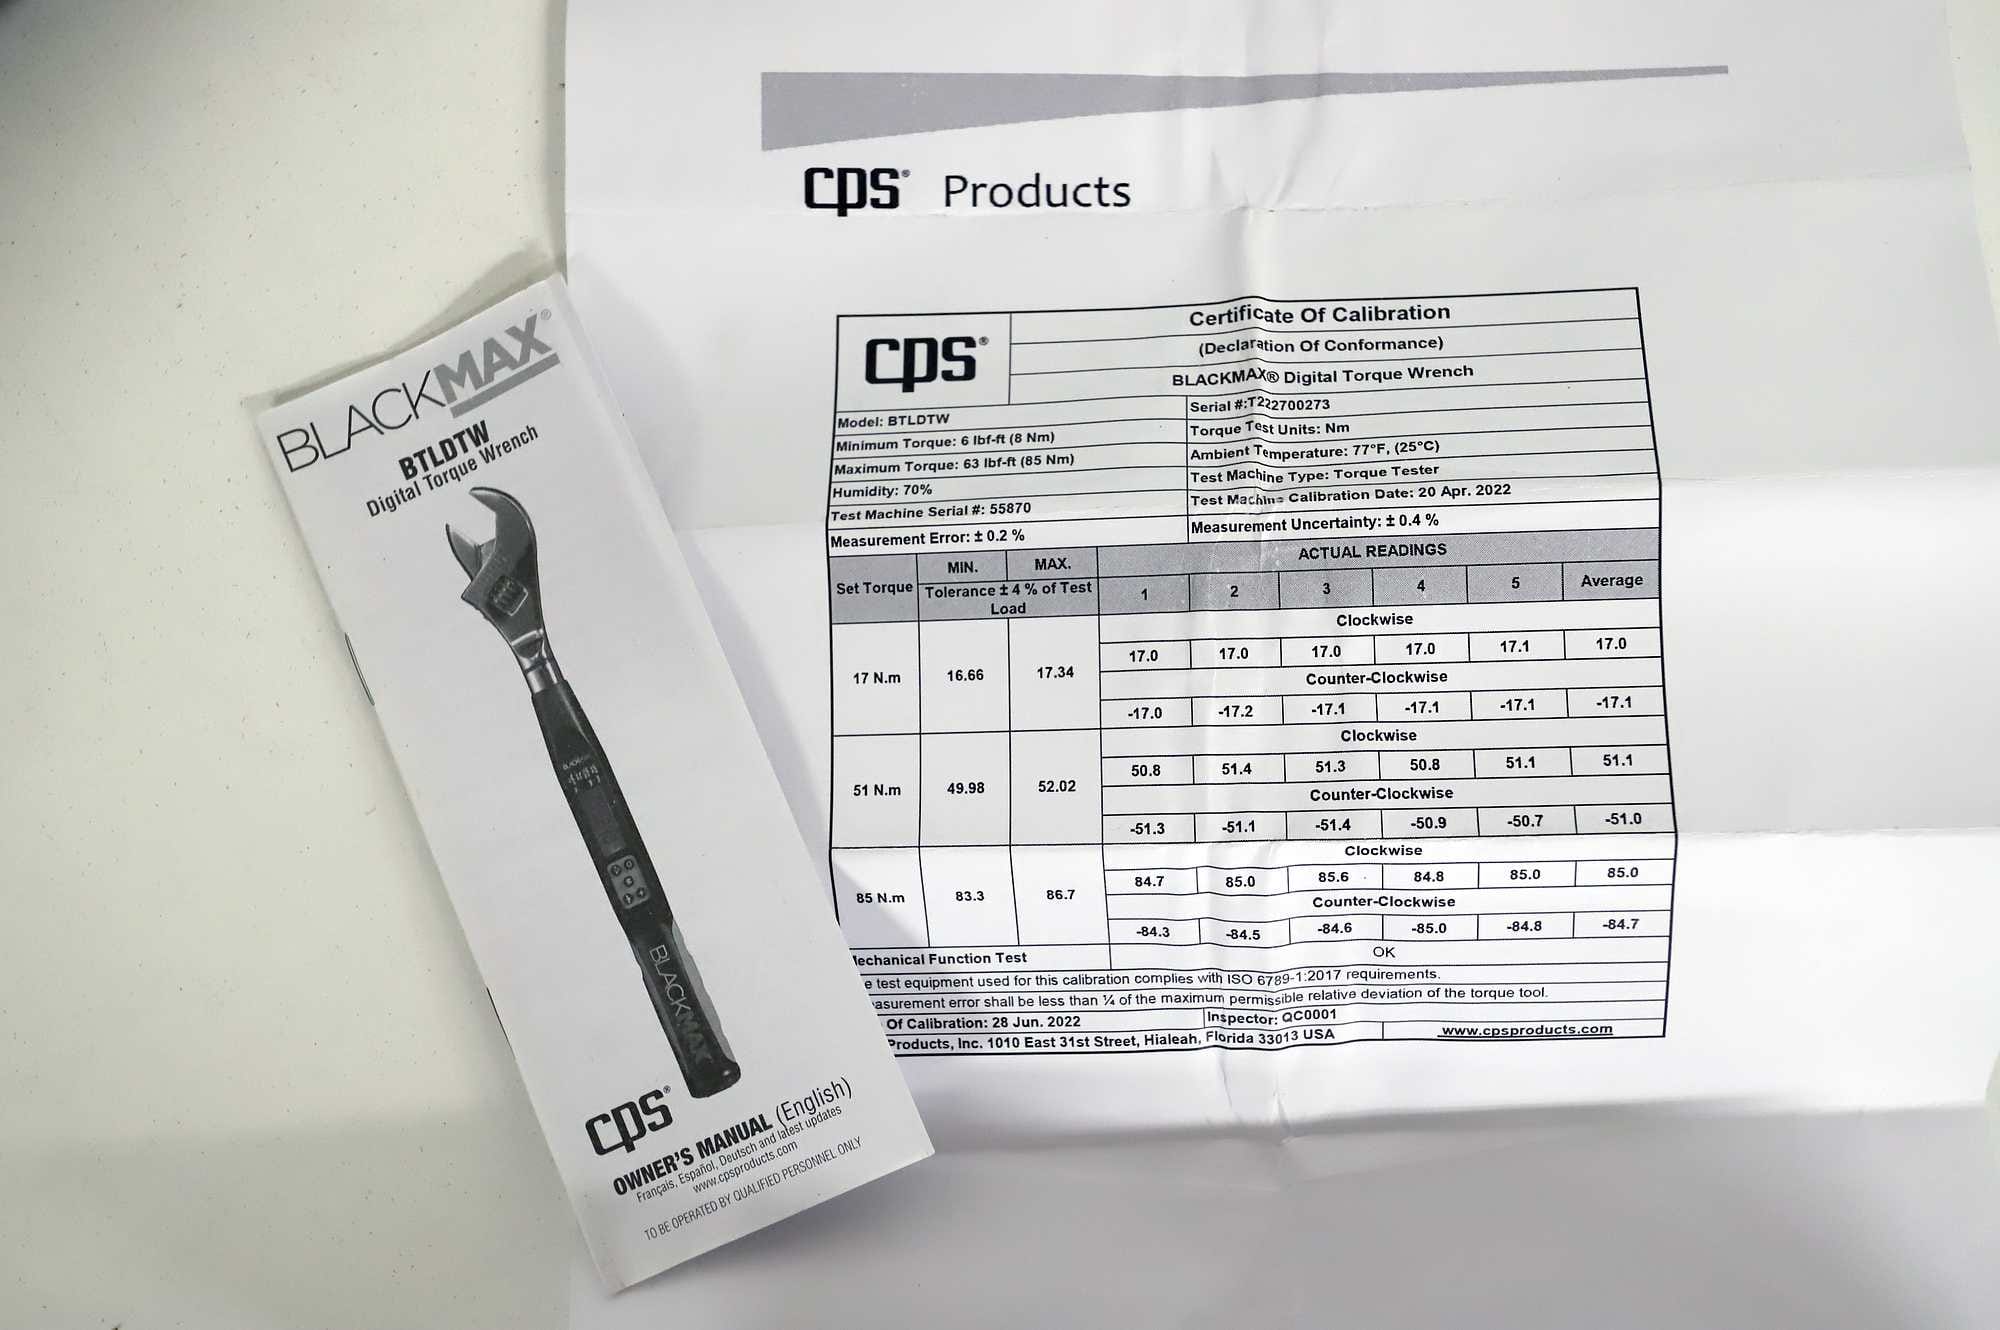 CPS® Products
CPS®
Certificate Of Calibration
(Declaration Of Conformance)
BLACKMAX® Digital Torque Wrench
Model: BTLDTW
Serial #:T222700273
Minimum Torque: 6 lbf-ft (8 Nm)
Torque Test Units: Nm
Maximum Torque: 63 lbf-ft (85 Nm)
Ambient Temperature: 77°F, (25°C)
Humidity: 70%
Test Machine Type: Torque Tester
Test Machine Serial #: 55870
Test Machine Calibration Date: 20 Apr. 2022
Measurement Error: ± 0.2 %
Measurement Uncertainty: ± 0.4 %
Set Torque
MIN. MAX.
Tolerance ± 4 % of Test
Load
ACTUAL READINGS
1 2 3 4 5 Average
Clockwise
17 N.m 16.66 17.34
17.0 17.0 17.0 17.0 17.1 17.0
Counter-Clockwise
-17.0 -17.2 -17.1 -17.1 -17.1 -17.1
Clockwise
51 N.m 49.98 52.02
50.8 51.4 51.3 50.8 51.1 51.1
Counter-Clockwise
-51.3 -51.1 -51.4 -50.9 -50.7 -51.0
Clockwise
85 N.m 83.3 86.7
84.7 85.0 85.6 84.8 85.0 85.0
Counter-Clockwise
-84.3 -84.5 -84.6 -85.0 -84.8 -84.7
Mechanical Function Test OK
e test equipment used for this calibration complies with ISO 6789-1:2017 requirements.
asurement error shall be less than ¼ of the maximum permissible relative deviation of the torque tool.
Of Calibration: 28 Jun. 2022
Inspector: QC0001
Products, Inc. 1010 East 31st Street, Hialeah, Florida 33013 USA
www.cpsproducts.com
BLACKMAX®
BTLDTW
Digital Torque Wrench
BLACKMAX
CPS®
OWNER'S MANUAL (English)
Français, Español, Deutsch and latest updates
www.cpsproducts.com
TO BE OPERATED BY QUALIFIED PERSONNEL ONLY